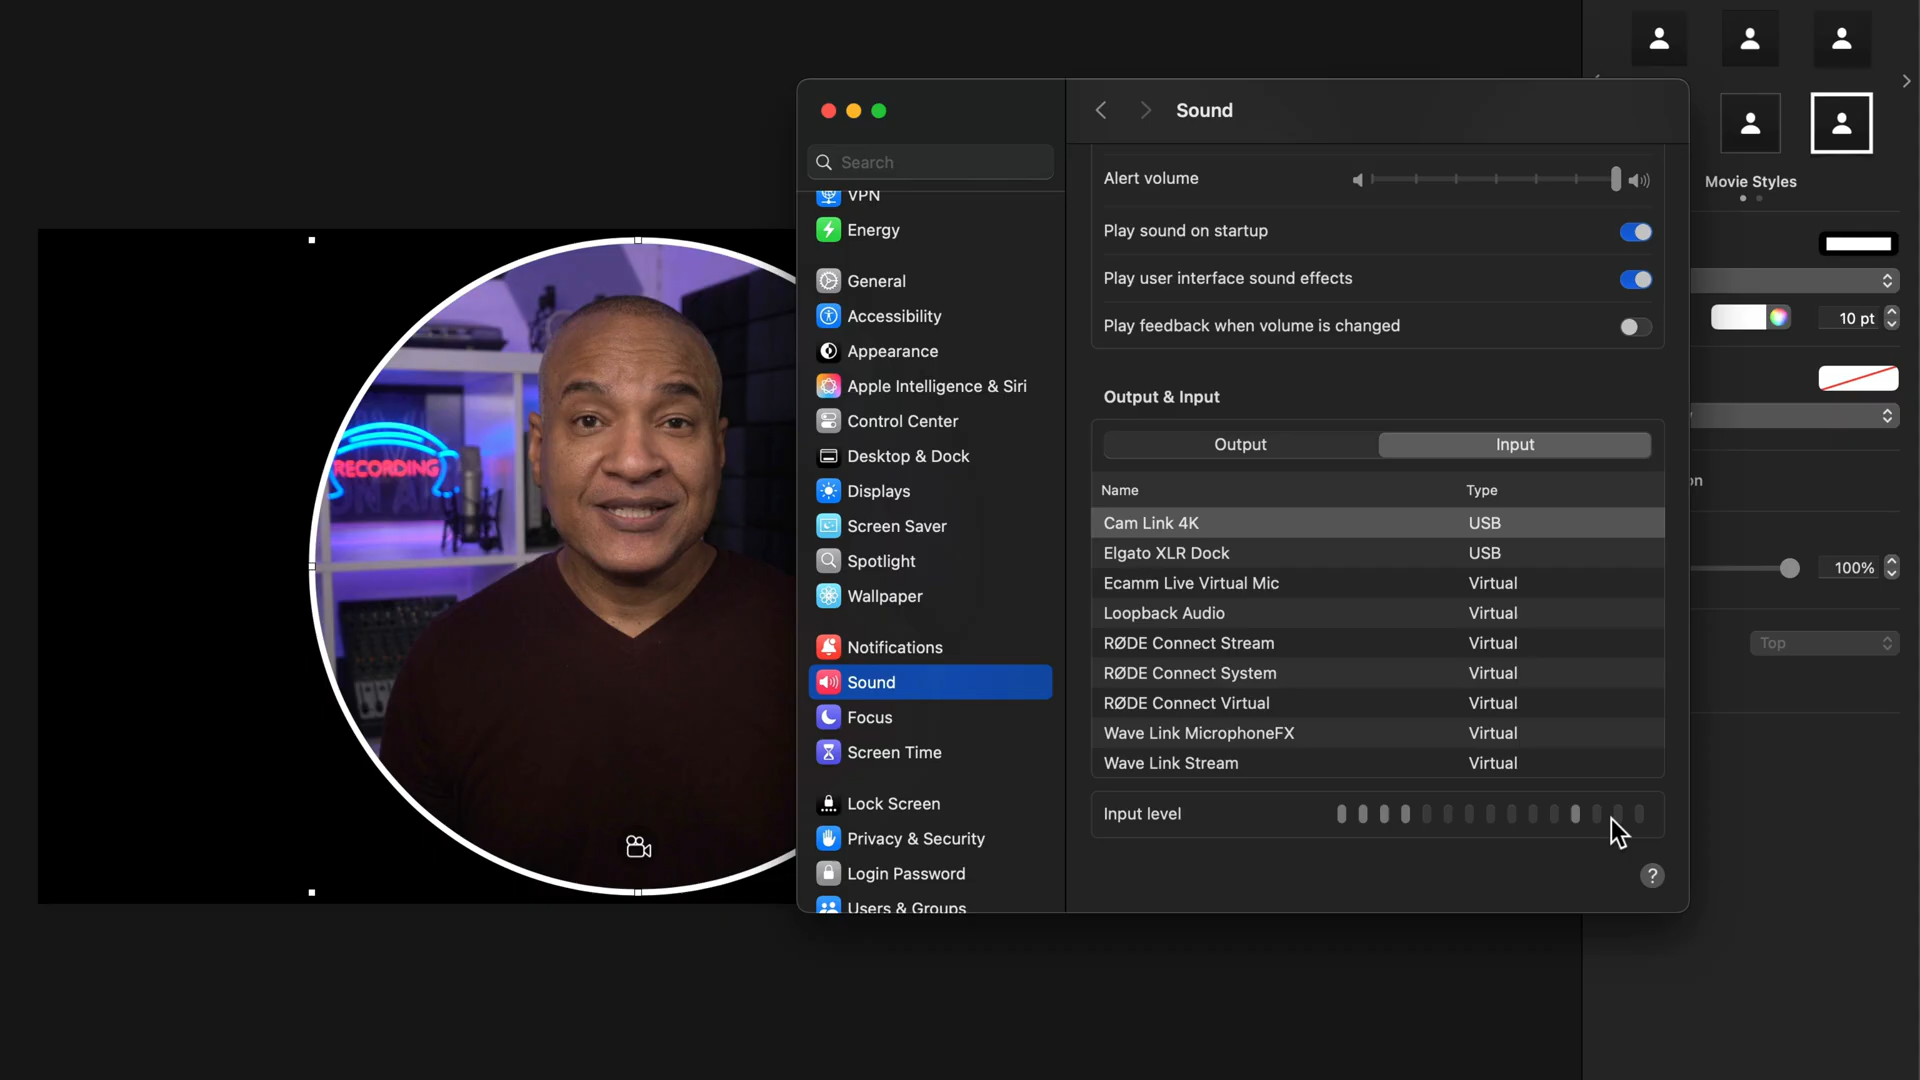 Sound
Search
VPN
Energy
General
Accessibility
Appearance
Apple Intelligence & Siri
Control Center
Desktop & Dock
Displays
Screen Saver
Spotlight
Wallpaper
Notifications
Sound
Focus
Screen Time
Lock Screen
Privacy & Security
Login Password
Users & Groups
Alert volume
Play sound on startup
Play user interface sound effects
Play feedback when volume is changed
Output & Input
Output Input
Name Type
Cam Link 4K USB
Elgato XLR Dock USB
Ecamm Live Virtual Mic Virtual
Loopback Audio Virtual
RØDE Connect Stream Virtual
RØDE Connect System Virtual
RØDE Connect Virtual Virtual
Wave Link MicrophoneFX Virtual
Wave Link Stream Virtual
Input level
?
Movie Styles
10 pt
on
100%
Top
RECORDING
ON AIR